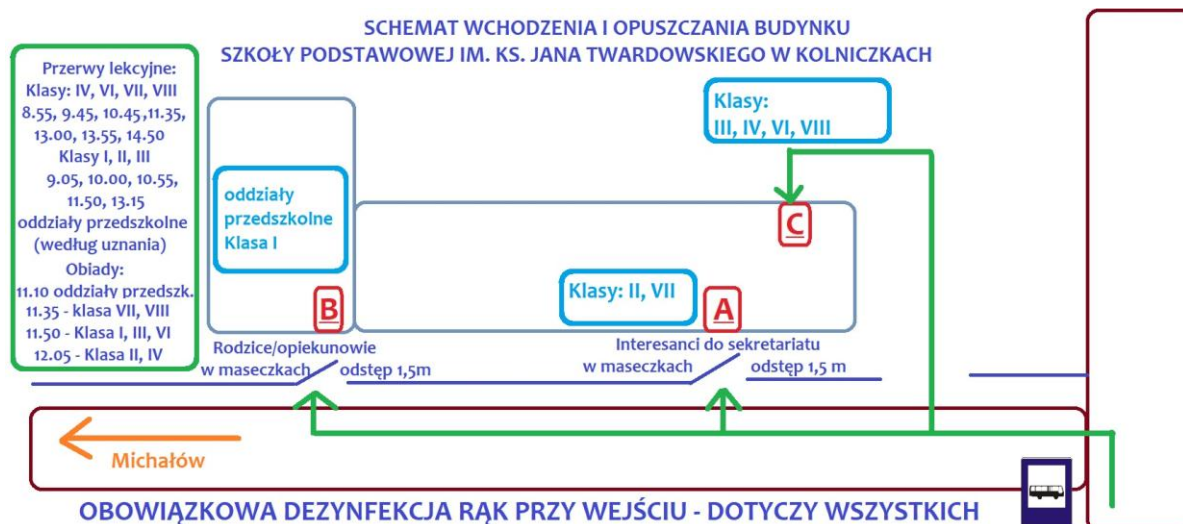 SCHEMAT WCHODZENIA I OPUSZCZANIA BUDYNKU
SZKOŁY PODSTAWOWEJ IM. KS. JANA TWARDOWSKIEGO W KOLNICZKACH
Przerwy lekcyjne:
Klasy: IV, VI, VII, VIII
8.55, 9.45, 10.45,11.35,
13.00, 13.55, 14.50
Klasy I, II, III
9.05, 10.00, 10.55,
11.50, 13.15
oddziały przedszkolne
(według uznania)
Obiady:
11.10 oddziały przedszk.
11.35 - klasa VII, VIII
11.50 - Klasa I, III, VI
12.05 - Klasa II, IV
oddziały
przedszkolne
Klasa I
B
Klasy:
III, IV, VI, VIII
C
Klasy: II, VII
A
Rodzice/opiekunowie
w maseczkach
odstęp 1,5m
Interesanci do sekretariatu
w maseczkach
odstęp 1,5 m
Michałów
OBOWIĄZKOWA DEZYNFEKCJA RĄK PRZY WEJŚCIU - DOTYCZY WSZYSTKICH